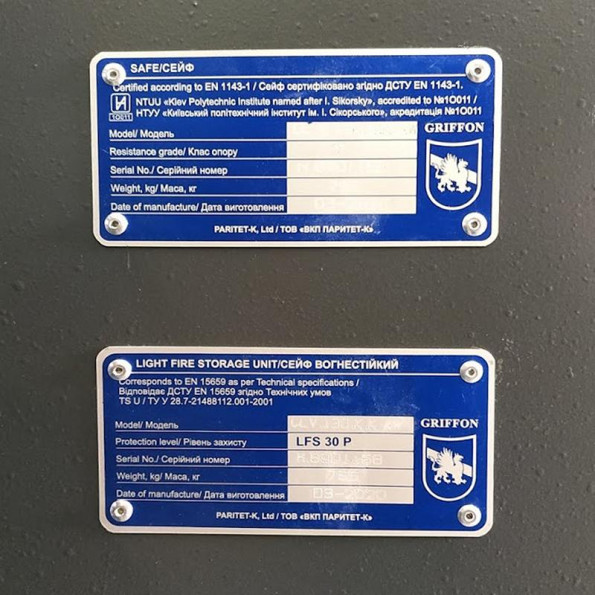 SAFE/СЕЙФ
Certified according to EN 1143-1 / Сейф сертифіковано згідно ДСТУ EN 1143-1.
NTUU «Kiev Polytechnic Institute named after I. Sikorsky», accredited to №1O011 /
НТУУ «Київський політехнічний інститут ім. І. Сікорського», акредитація №1O011
1O011
Model/ Модель
GRIFFON
Resistance grade/ Клас опору
Serial No./ Серійний номер
Weight, kg/ Маса, кг
Date of manufacture/ Дата виготовлення
PARITET-K, Ltd / ТОВ «ВКП ПАРИТЕТ-К»
LIGHT FIRE STORAGE UNIT/СЕЙФ ВОГНЕСТІЙКИЙ
Corresponds to EN 15659 as per Technical specifications /
Відповідає ДСТУ EN 15659 згідно Технічних умов
TS U / ТУ У 28.7-21488112.001-2001
Model/ Модель
GRIFFON
Protection level/ Рівень захисту LFS 30 P
Serial No./ Серійний номер
Weight, kg/ Маса, кг
Date of manufacture/ Дата виготовлення 03-2020
PARITET-K, Ltd / ТОВ «ВКП ПАРИТЕТ-К»